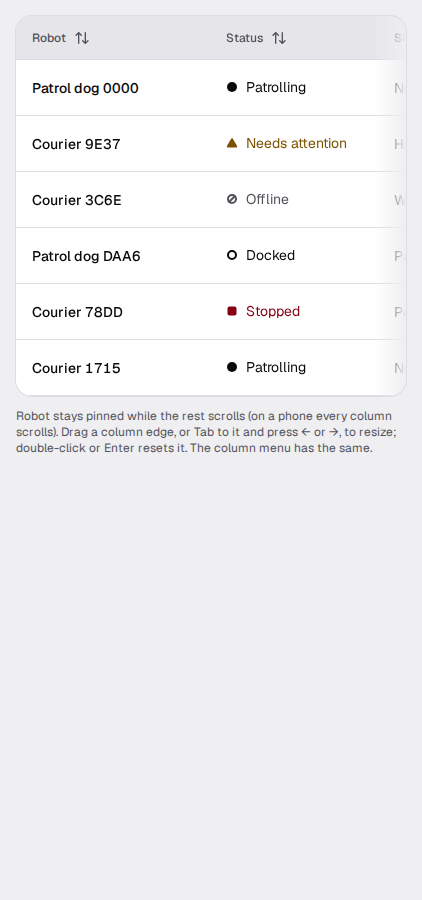 Robot Status
Patrol dog 0000 Patrolling
Courier 9E37 Needs attention
Courier 3C6E Offline
Patrol dog DAA6 Docked
Courier 78DD Stopped
Courier 1715 Patrolling
Robot stays pinned while the rest scrolls (on a phone every column
scrolls). Drag a column edge, or Tab to it and press ← or →, to resize;
double-click or Enter resets it. The column menu has the same.